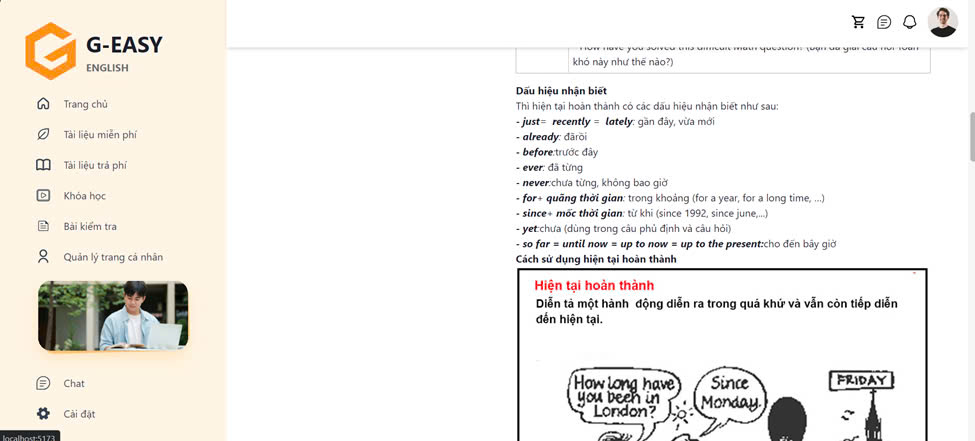 G-EASY
ENGLISH
Trang chủ
Tài liệu miễn phí
Tài liệu trả phí
Khóa học
Bài kiểm tra
Quản lý trang cá nhân
Chat
Cài đặt
localhost:5173
How have you solved this difficult Math question? (Bạn đã giải câu hỏi Toán
khó này như thế nào?)
Dấu hiệu nhận biết
Thì hiện tại hoàn thành có các dấu hiệu nhận biết như sau:
- just= recently = lately: gần đây, vừa mới
- already: đãrồi
- before:trước đây
- ever: đã từng
- never:chưa từng, không bao giờ
- for+ quãng thời gian: trong khoảng (for a year, for a long time, ...)
- since+ mốc thời gian: từ khi (since 1992, since june,...)
- yet:chưa (dùng trong câu phủ định và câu hỏi)
- so far = until now = up to now = up to the present:cho đến bây giờ
Cách sử dụng hiện tại hoàn thành
Hiện tại hoàn thành
Diễn tả một hành động diễn ra trong quá khứ và vẫn còn tiếp diễn
đến hiện tại.
How long have
you been in
London?
Since
Monday.
FRIDAY